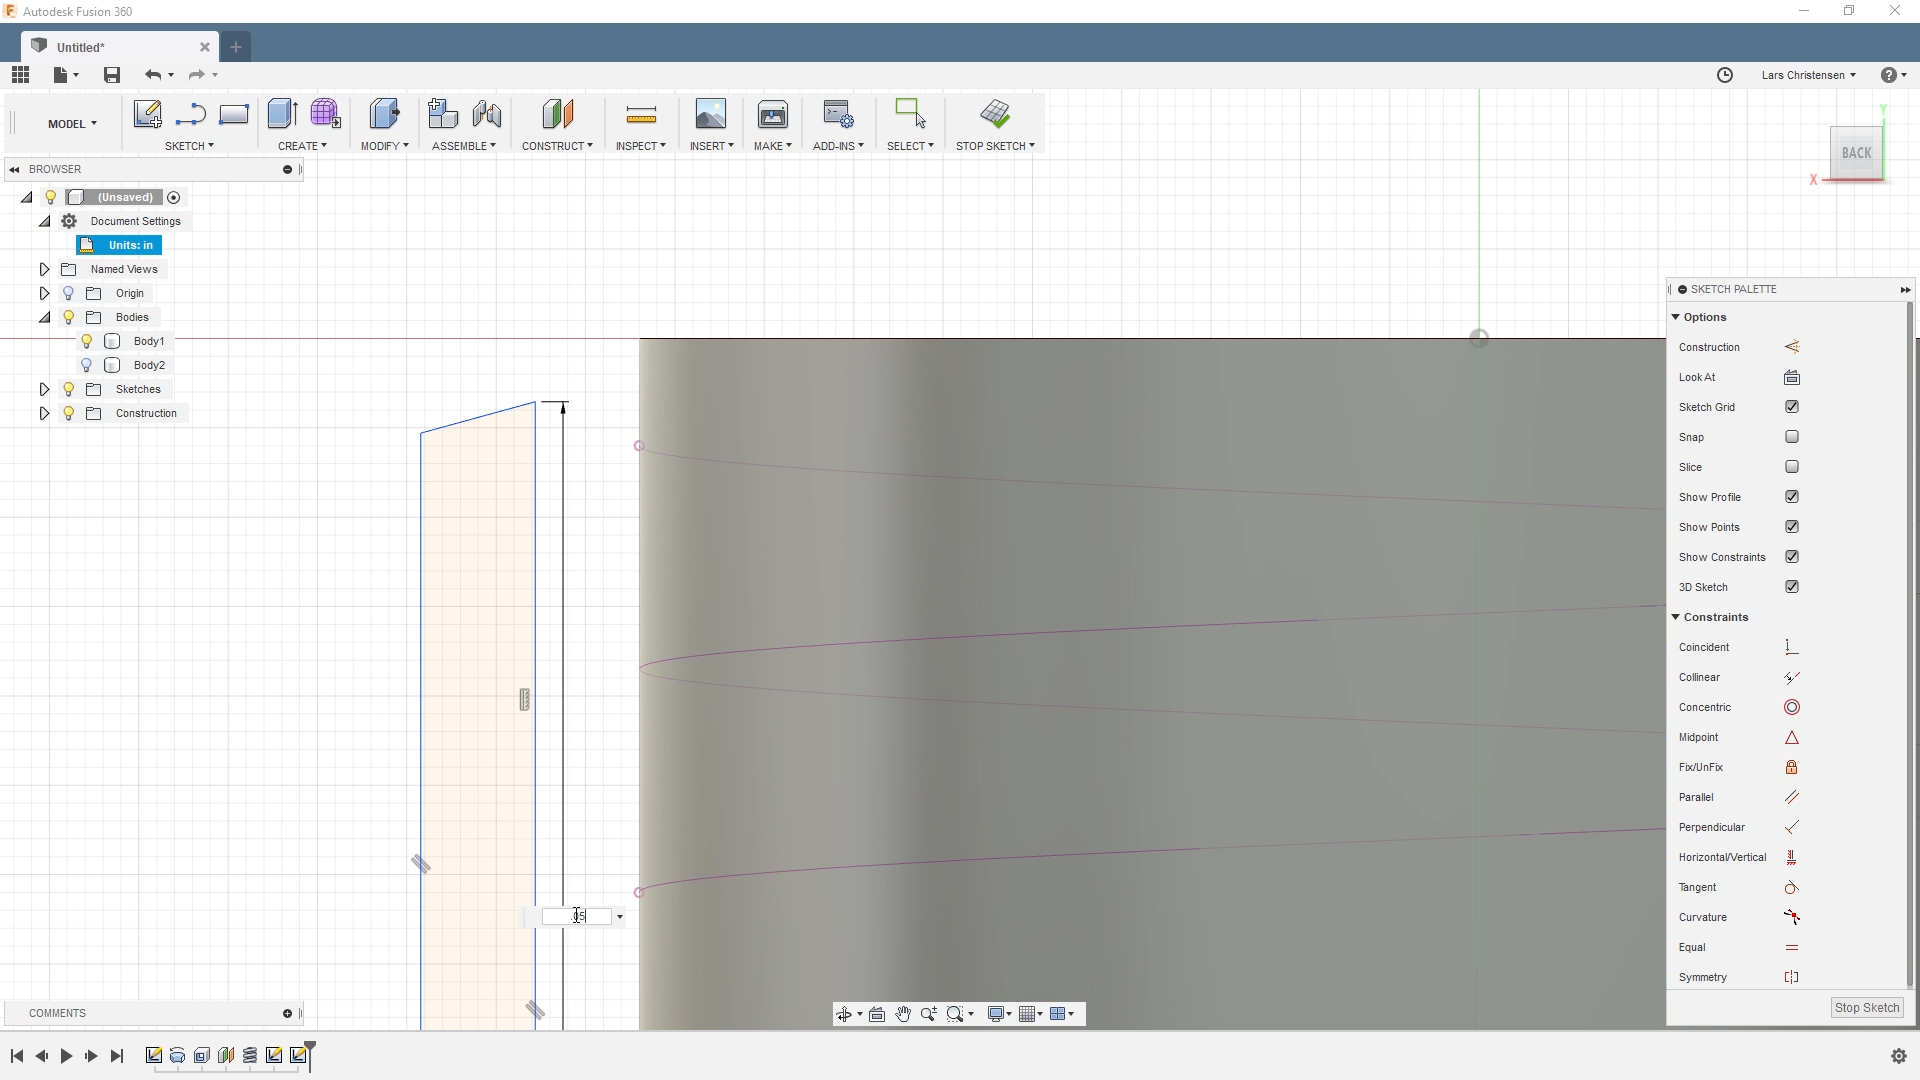 Autodesk Fusion 360
Untitled*
Lars Christensen
MODEL
SKETCH
CREATE
MODIFY
ASSEMBLE
CONSTRUCT
INSPECT
INSERT
MAKE
ADD-INS
SELECT
STOP SKETCH
BROWSER
BACK
X
Y
(Unsaved)
Document Settings
Units: in
Named Views
Origin
Bodies
Body1
Body2
Sketches
Construction
SKETCH PALETTE
Options
Construction
Look At
Sketch Grid
Snap
Slice
Show Profile
Show Points
Show Constraints
3D Sketch
Constraints
Coincident
Collinear
Concentric
Midpoint
Fix/UnFix
Parallel
Perpendicular
Horizontal/Vertical
Tangent
Curvature
Equal
Symmetry
Stop Sketch
.05
COMMENTS